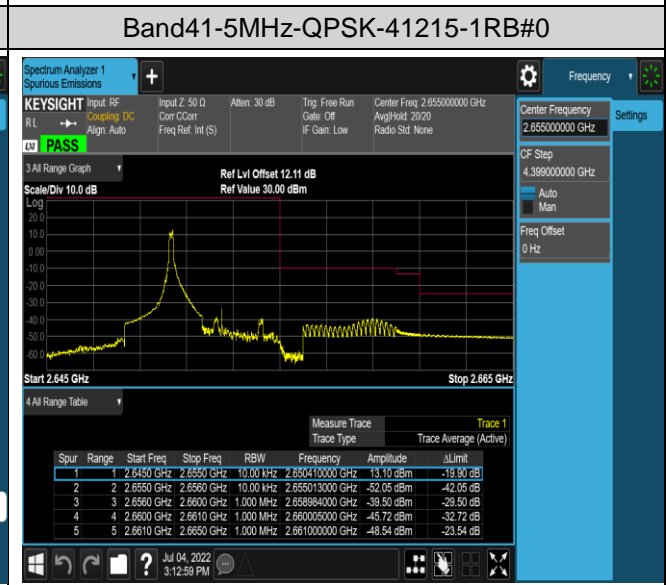 Band41-5MHz-QPSK-41215-1RB#0
Spectrum Analyzer 1
Spurious Emissions
Frequency
KEYSIGHT
RL
PASS
Input: RF
Coupling: DC
Align: Auto
Input Z: 50 Ω
Corr CCorr
Freq Ref: Int (S)
Atten: 30 dB
Trig: Free Run
Gate: Off
IF Gain: Low
Center Freq: 2.655000000 GHz
Avg|Hold: 20/20
Radio Std: None
Center Frequency
2.655000000 GHz
Settings
CF Step
4.399000000 GHz
Auto
Man
Freq Offset
0 Hz
3 All Range Graph
Scale/Div 10.0 dB
Ref Lvl Offset 12.11 dB
Ref Value 30.00 dBm
Log
20.0
10.0
0.00
-10.0
-20.0
-30.0
-40.0
-50.0
-60.0
Start 2.645 GHz
Stop 2.665 GHz
4 All Range Table
Measure Trace Trace 1
Trace Type Trace Average (Active)
Spur Range Start Freq Stop Freq RBW Frequency Amplitude ΔLimit
1 1 2.6450 GHz 2.6550 GHz 10.00 kHz 2.650410000 GHz 13.10 dBm -19.90 dB
2 2 2.6550 GHz 2.6560 GHz 10.00 kHz 2.655013000 GHz -52.05 dBm -42.05 dB
3 3 2.6560 GHz 2.6600 GHz 1.000 MHz 2.658984000 GHz -39.50 dBm -29.50 dB
4 4 2.6600 GHz 2.6610 GHz 1.000 MHz 2.660005000 GHz -45.72 dBm -32.72 dB
5 5 2.6610 GHz 2.6650 GHz 1.000 MHz 2.661000000 GHz -48.54 dBm -23.54 dB
Jul 04, 2022
3:12:59 PM